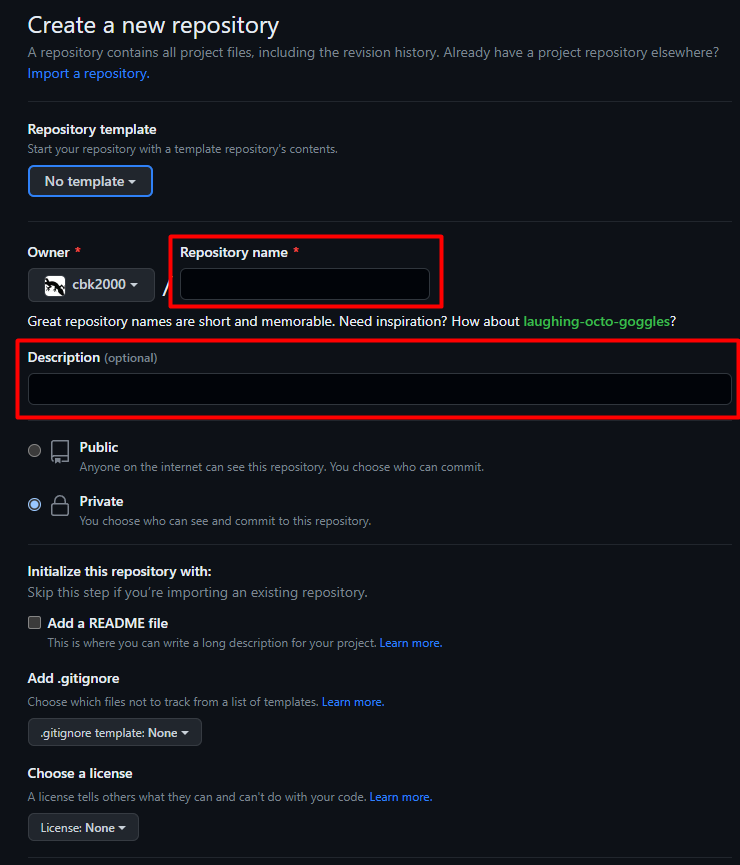 Create a new repository
A repository contains all project files, including the revision history. Already have a project repository elsewhere?
Import a repository.
Repository template
Start your repository with a template repository's contents.
No template
Owner *
Repository name *
cbk2000
/
Great repository names are short and memorable. Need inspiration? How about laughing-octo-goggles?
Description (optional)
Public
Anyone on the internet can see this repository. You choose who can commit.
Private
You choose who can see and commit to this repository.
Initialize this repository with:
Skip this step if you're importing an existing repository.
Add a README file
This is where you can write a long description for your project. Learn more.
Add .gitignore
Choose which files not to track from a list of templates. Learn more.
.gitignore template: None
Choose a license
A license tells others what they can and can't do with your code. Learn more.
License: None